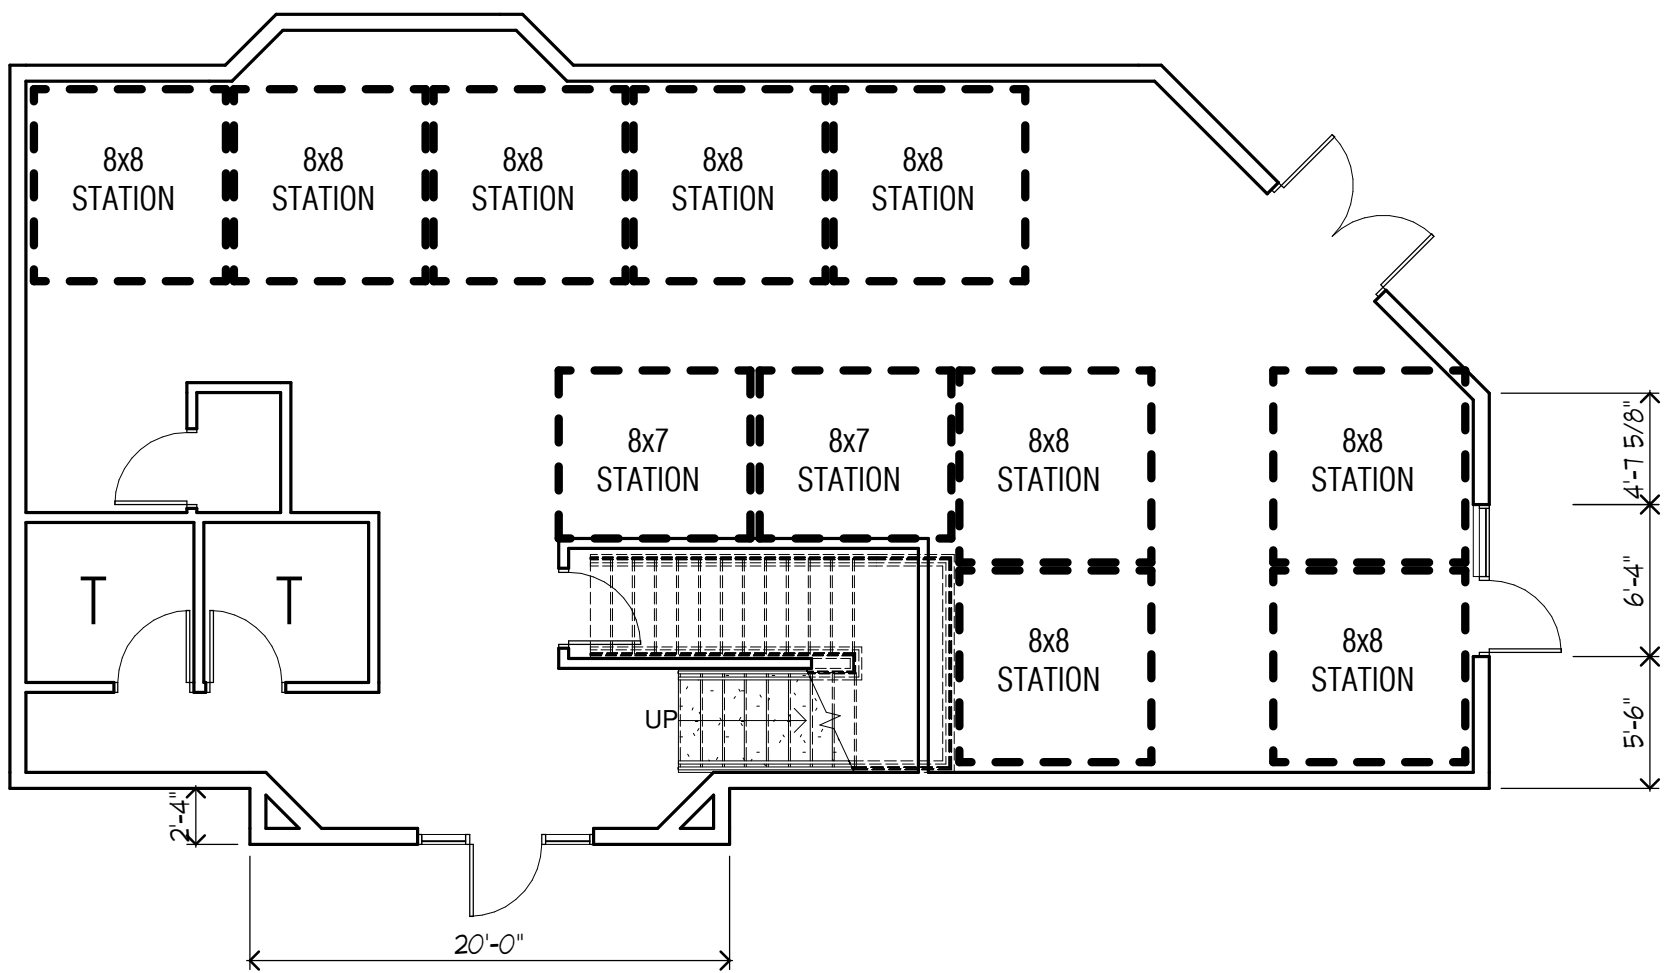 8x8
STATION
8x8
STATION
8x8
STATION
8x8
STATION
8x8
STATION
8x7
STATION
8x7
STATION
8x8
STATION
8x8
STATION
4'-7 5/8"
T
T
6'-4"
8x8
STATION
8x8
STATION
UP
5'-6"
2'-4"
20'-0"